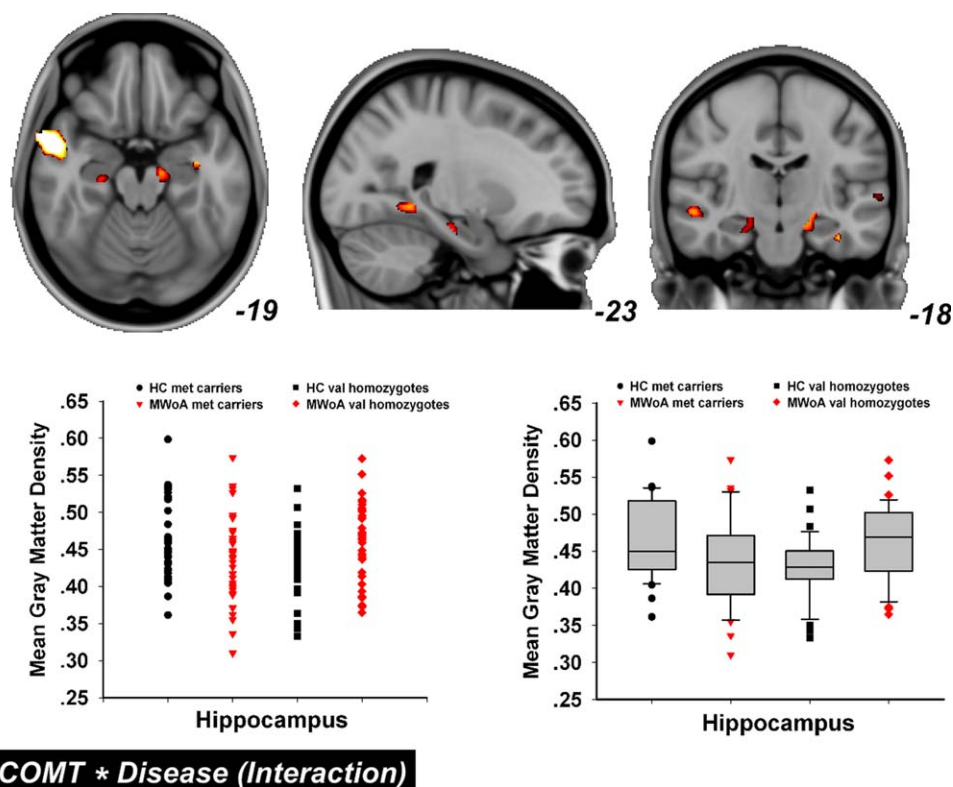 -19
-23
-18
HC met carriers
HC val homozygotes
MWoA met carriers
MWoA val homozygotes
Mean Gray Matter Density
.65
.60
.55
.50
.45
.40
.35
.30
.25
Hippocampus
HC met carriers
HC val homozygotes
MWoA met carriers
MWoA val homozygotes
Mean Gray Matter Density
.65
.60
.55
.50
.45
.40
.35
.30
.25
Hippocampus
COMT * Disease (Interaction)